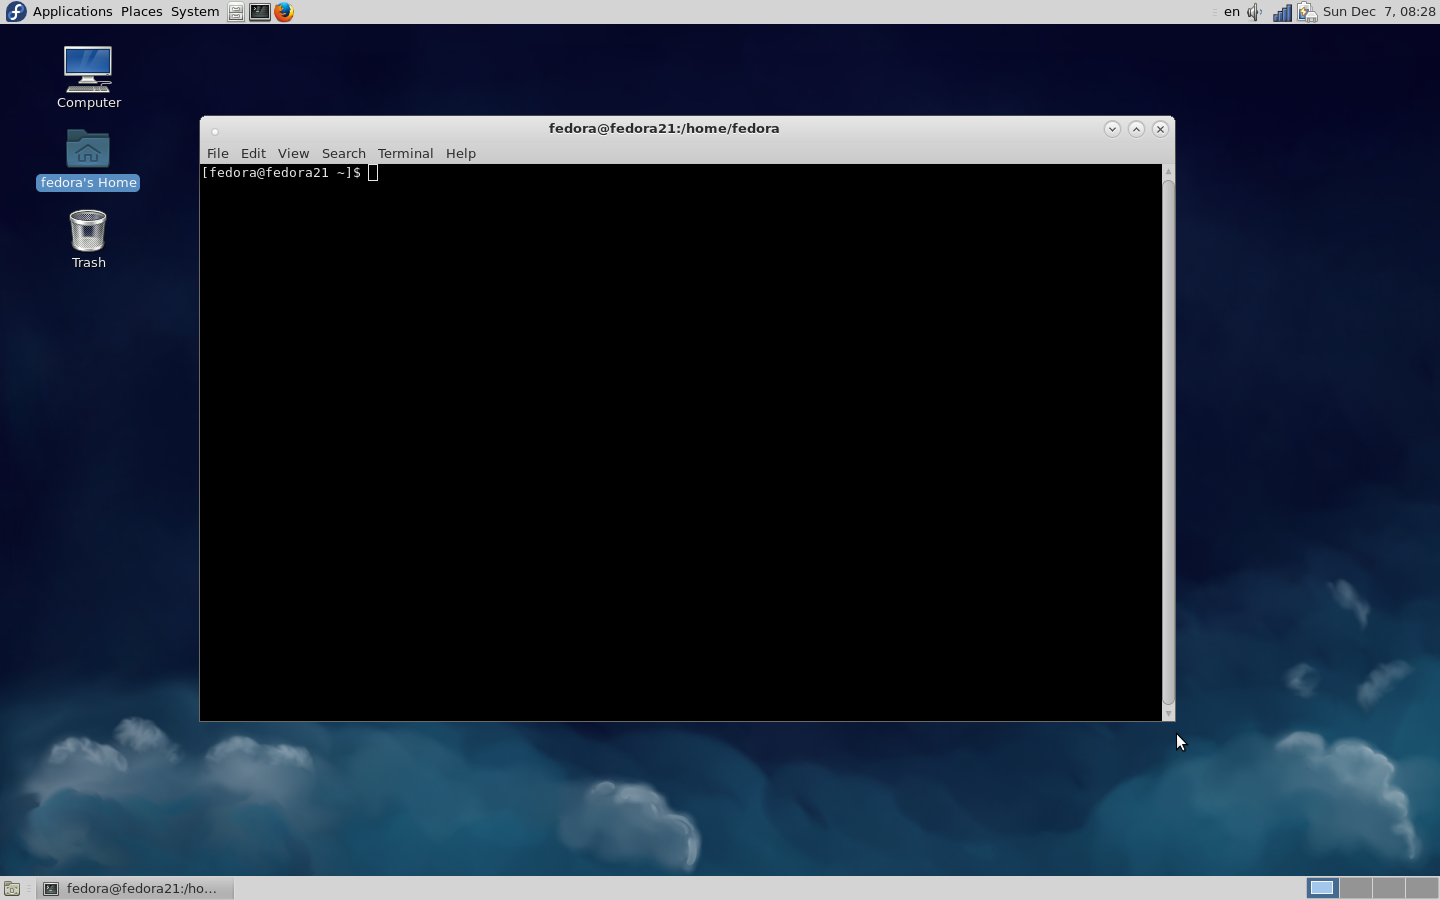 Applications Places System
en Sun Dec 7, 08:28
Computer
fedora's Home
Trash
fedora@fedora21:/home/fedora
File Edit View Search Terminal Help
[fedora@fedora21 ~]$
fedora@fedora21:/ho...